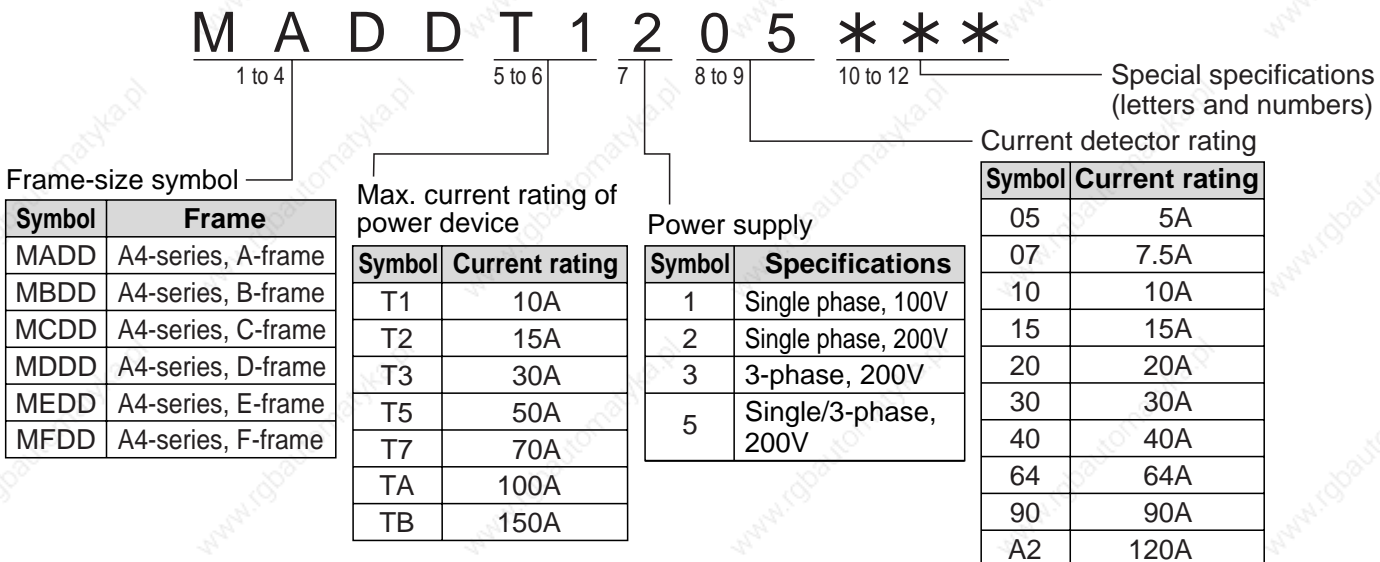 M A D D T 1 2 0 5 * * *
1 to 4 5 to 6 7 8 to 9 10 to 12
Special specifications
(letters and numbers)
Frame-size symbol
Symbol Frame
MADD A4-series, A-frame
MBDD A4-series, B-frame
MCDD A4-series, C-frame
MDDD A4-series, D-frame
MEDD A4-series, E-frame
MFDD A4-series, F-frame
Max. current rating of
power device
Symbol Current rating
T1 10A
T2 15A
T3 30A
T5 50A
T7 70A
TA 100A
TB 150A
Power supply
Symbol Specifications
1 Single phase, 100V
2 Single phase, 200V
3 3-phase, 200V
5 Single/3-phase,
200V
Current detector rating
Symbol Current rating
05 5A
07 7.5A
10 10A
15 15A
20 20A
30 30A
40 40A
64 64A
90 90A
A2 120A
www.rgbautomatyka.pl